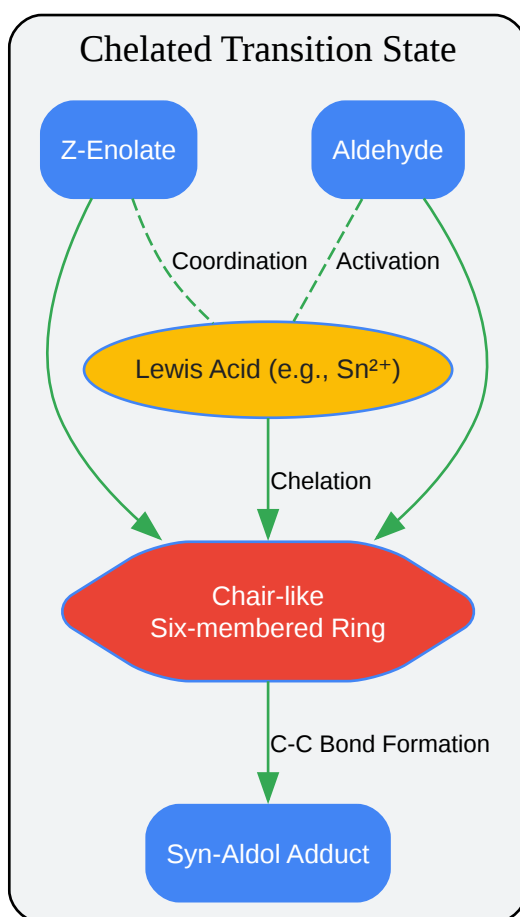 Chelated Transition State
Z-Enolate
Aldehyde
Coordination
Activation
Lewis Acid (e.g., Sn²⁺)
Chelation
Chair-like
Six-membered Ring
C-C Bond Formation
Syn-Aldol Adduct